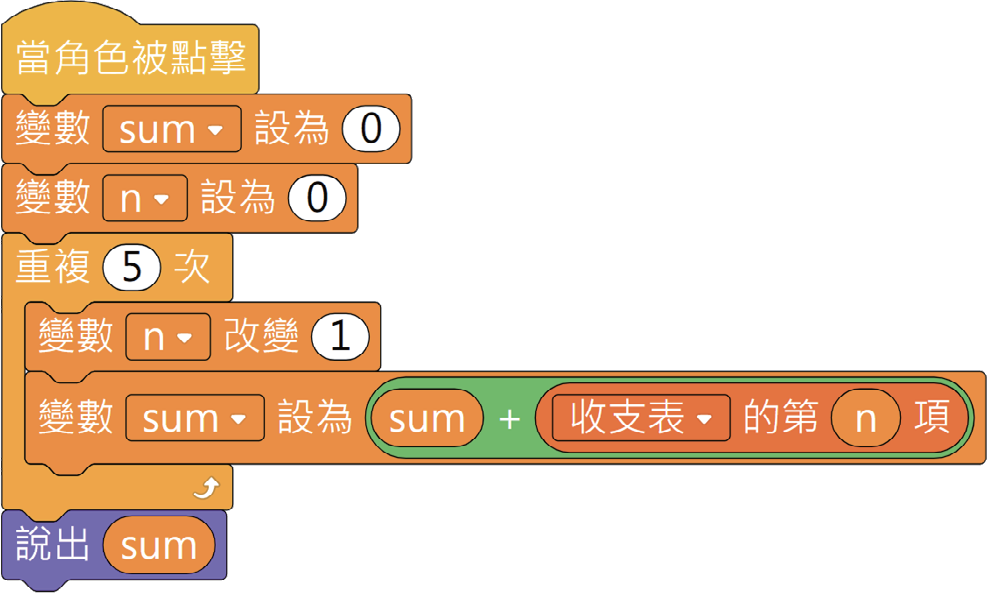 當角色被點擊
變數 sum 設為 0
變數 n 設為 0
重複 5 次
變數 n 改變 1
變數 sum 設為 sum + 收支表 的第 n 項
說出 sum